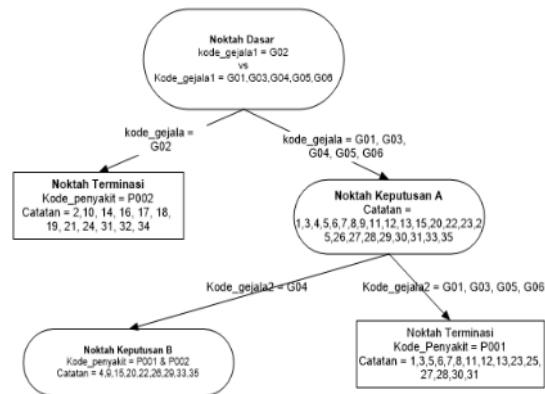 Noktah Dasar
kode_gejala1 = G02
vs
Kode_gejala1 = G01,G03,G04,G05,G06
kode_gejala =
G02
kode_gejala = G01, G03,
G04, G05, G06
Noktah Terminasi
Kode_penyakit = P002
Catatan = 2,10, 14, 16, 17, 18,
19, 21, 24, 31, 32, 34
Noktah Keputusan A
Catatan =
1,3,4,5,6,7,8,9,11,12,13,15,20,22,23,2
5,26,27,28,29,30,31,33,35
Kode_gejala2 = G04
Kode_gejala2 = G01, G03, G05, G06
Noktah Keputusan B
Kode_penyakit = P001 & P002
Catatan = 4,9,15,20,22,26,29,33,35
Noktah Terminasi
Kode_Penyakit = P001
Catatan = 1,3,5,6,7,8,11,12,13,23,25,
27,28,30,31